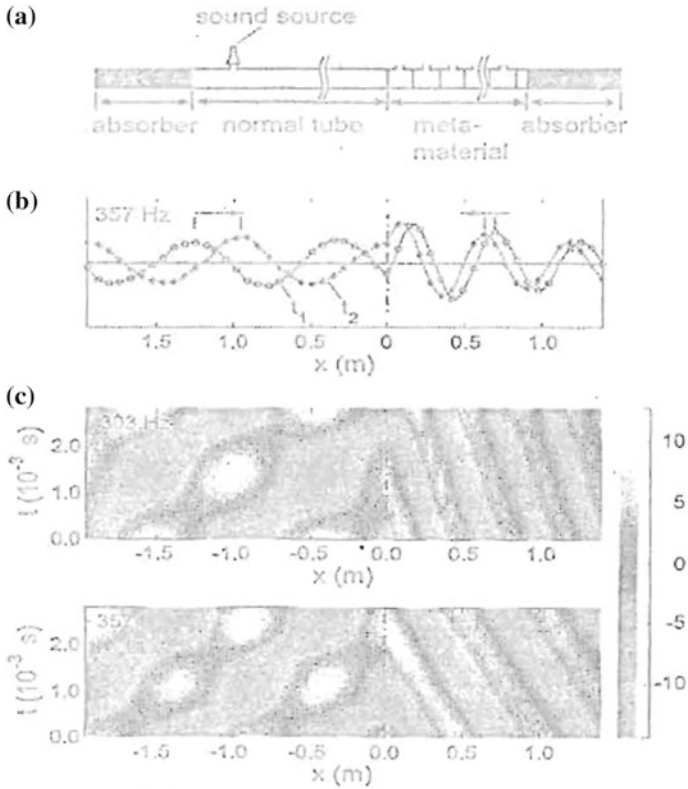 (a)
sound source
absorber normal tube meta-material absorber
(b)
357 Hz
t1 t2
1.5 1.0 0.5 0 0.5 1.0
x (m)
(c)
303 Hz
t (10⁻³ s)
2.0
1.0
0.0
-1.5 -1.0 -0.5 0.0 0.5 1.0
x (m)
357
t (10⁻³ s)
2.0
1.0
0.0
-1.5 -1.0 -0.5 0.0 0.5 1.0
x (m)
10
5
0
-5
-10